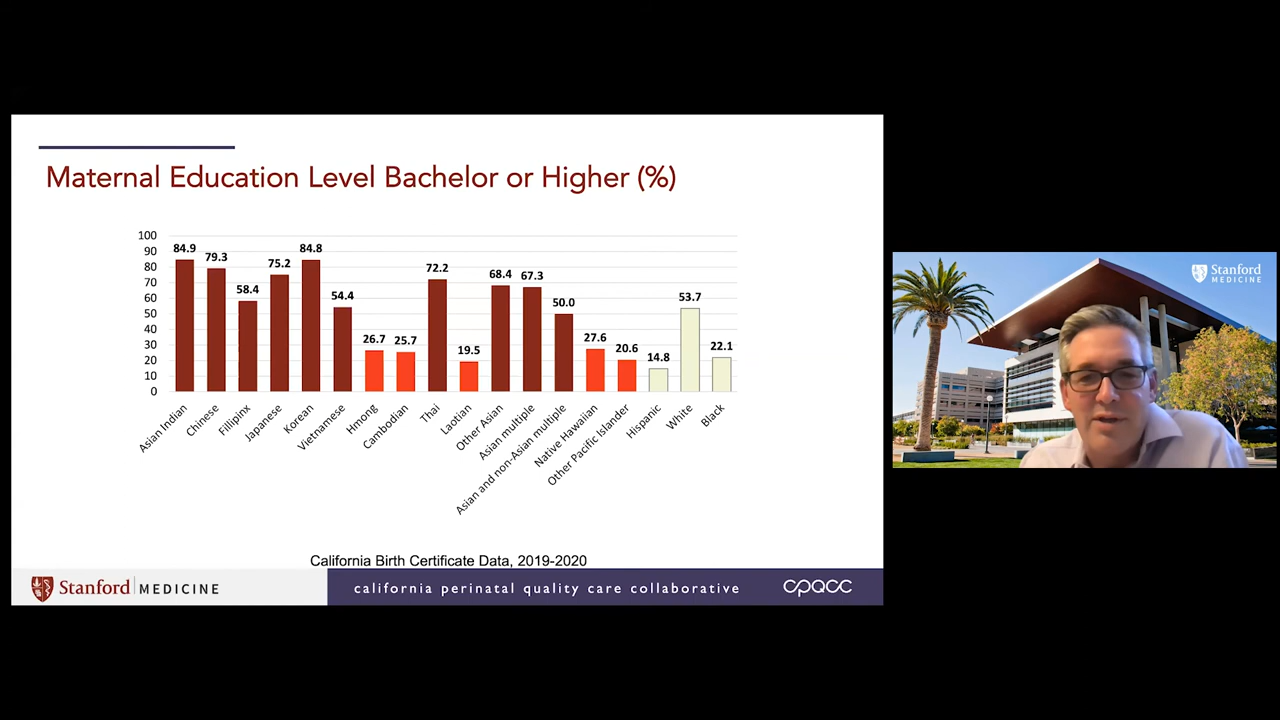 Maternal Education Level Bachelor or Higher (%)
100
90
80
70
60
50
40
30
20
10
0
84.9
79.3
58.4
75.2
84.8
54.4
26.7
25.7
72.2
19.5
68.4
67.3
50.0
27.6
20.6
14.8
53.7
22.1
Asian Indian
Chinese
Filipinx
Japanese
Korean
Vietnamese
Hmong
Cambodian
Thai
Laotian
Other Asian
Asian multiple
Asian and non-Asian multiple
Native Hawaiian
Other Pacific Islander
Hispanic
White
Black
California Birth Certificate Data, 2019-2020
Stanford MEDICINE
california perinatal quality care collaborative
cpqcc
Stanford
MEDICINE